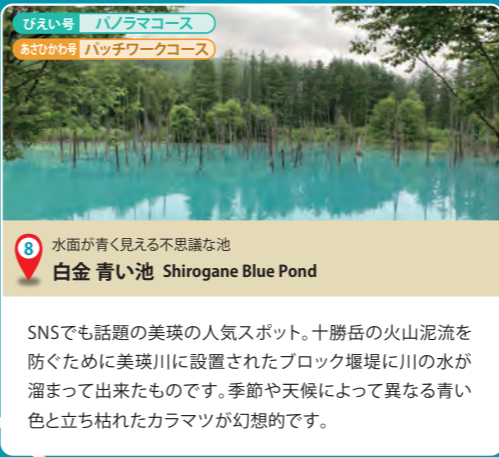 びえい号 パノラマコース
あさひかわ号 パッチワークコース
8
水面が青く見える不思議な池
白金 青い池 Shirogane Blue Pond
SNSでも話題の美瑛の人気スポット。十勝岳の火山泥流を
防ぐために美瑛川に設置されたブロック堰堤に川の水が
溜まって出来たものです。季節や天候によって異なる青い
色と立ち枯れたカラマツが幻想的です。